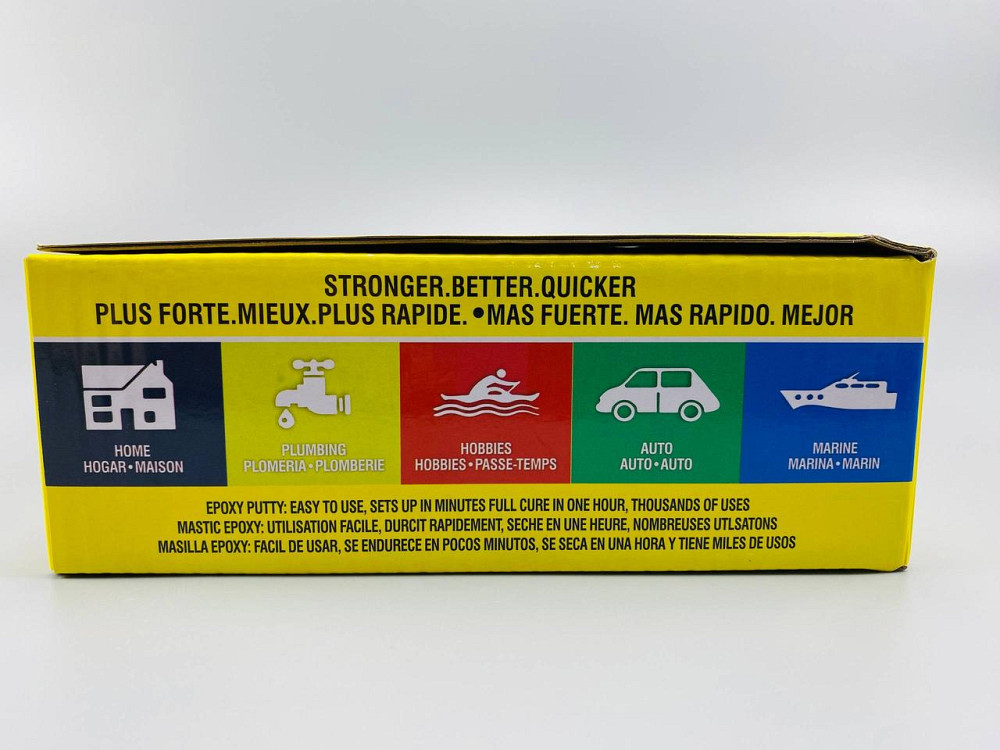 STRONGER.BETTER.QUICKER
PLUS FORTE.MIEUX.PLUS RAPIDE. •MAS FUERTE. MAS RAPIDO. MEJOR
HOME
HOGAR•MAISON
PLUMBING
PLOMERIA•PLOMBERIE
HOBBIES
HOBBIES•PASSE-TEMPS
AUTO
AUTO•AUTO
MARINE
MARINA•MARIN
EPOXY PUTTY: EASY TO USE, SETS UP IN MINUTES FULL CURE IN ONE HOUR, THOUSANDS OF USES
MASTIC EPOXY: UTILISATION FACILE, DURCIT RAPIDEMENT, SECHE EN UNE HEURE, NOMBREUSES UTLSATONS
MASILLA EPOXY: FACIL DE USAR, SE ENDURECE EN POCOS MINUTOS, SE SECA EN UNA HORA Y TIENE MILES DE USOS